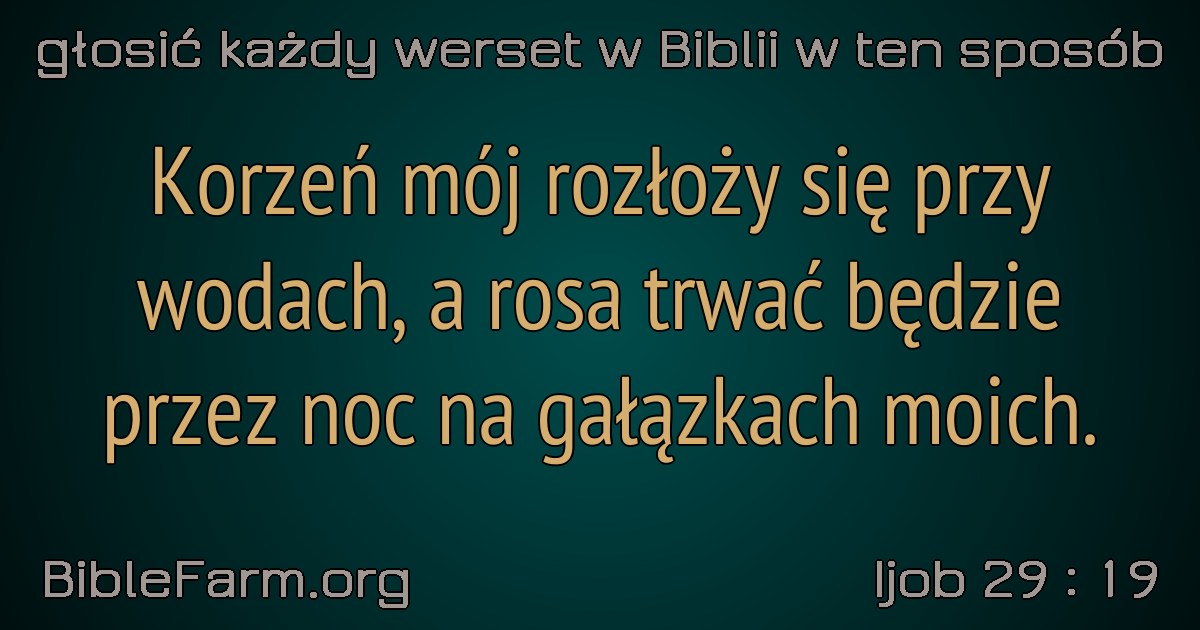 głosić każdy werset w Biblii w ten sposób
Korzeń mój rozłoży się przy
wodach, a rosa trwać będzie
przez noc na gałązkach moich.
BibleFarm.org
Ijob 29 : 19